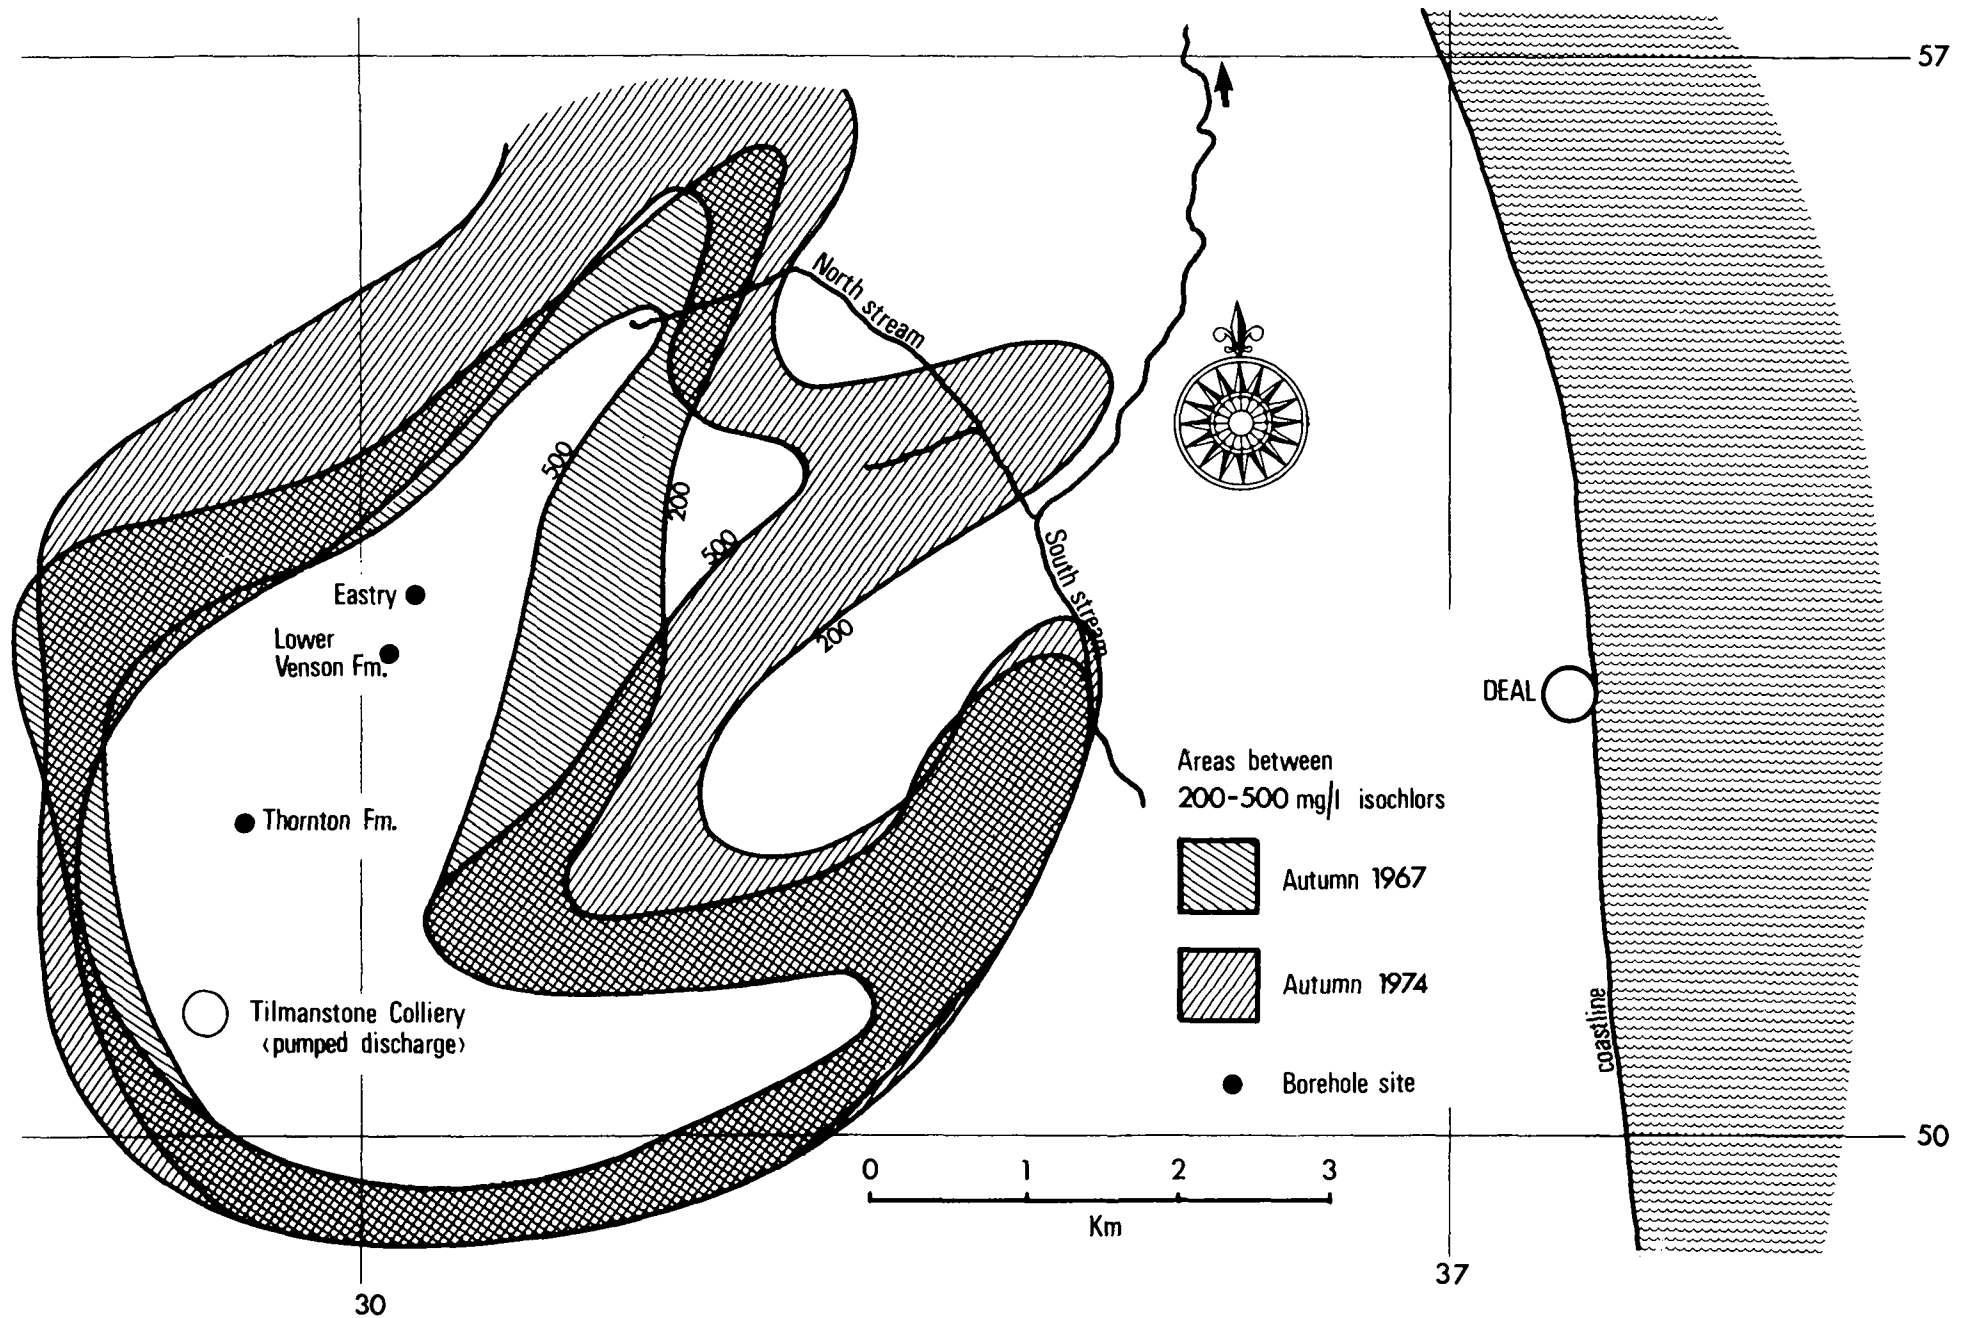 57
North stream
500
200
500
South stream
Eastry
200
Lower
Venson Fm.
DEAL
Areas between
200-500 mg/l isochlors
Thornton Fm.
Autumn 1967
Autumn 1974
coastline
Tilmanstone Colliery
(pumped discharge)
Borehole site
50
0 1 2 3
Km
37
30